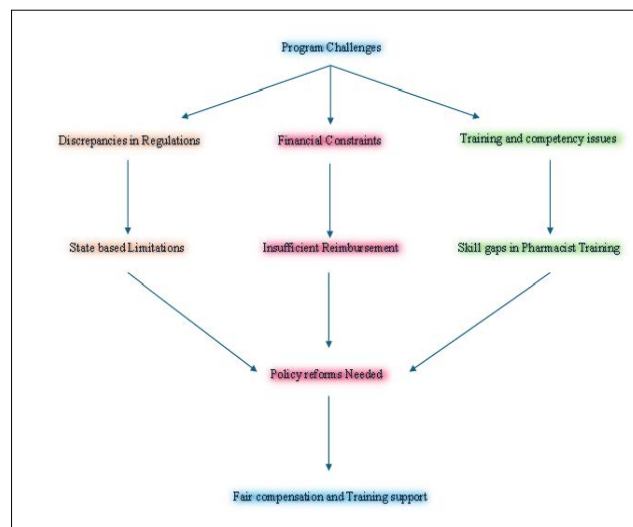 Program Challenges
Discrepancies in Regulations
Financial Constraints
Training and competency issues
State based Limitations
Insufficient Reimbursement
Skill gaps in Pharmacist Training
Policy reforms Needed
Fair compensation and Training support